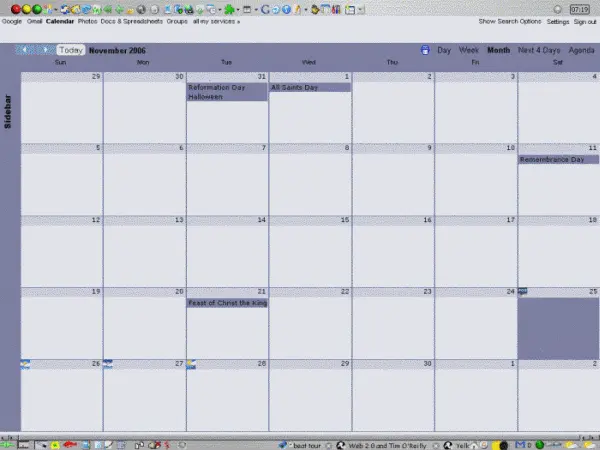 07:19
Google Gmail Calendar Photos Docs & Spreadsheets Groups all my services »
Show Search Options Settings Sign out
Today November 2006
Day Week Month Next 4 Days Agenda
Sun Mon Tue Wed Thu Fri Sat
Sidebar
29 30 31 1 2 3 4
Reformation Day
Halloween
All Saints Day
5 6 7 8 9 10 11
Remembrance Day
12 13 14 15 16 17 18
19 20 21 22 23 24 25
Feast of Christ the King
26 27 28 29 30 1 2
- beat tour
Web 2.0 and Tim O'Reilly